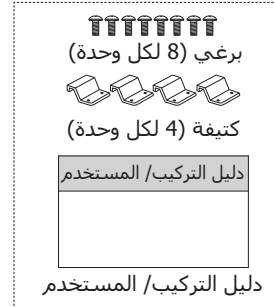 برغي (8 لكل وحدة)
كتيفة (4 لكل وحدة)
دليل التركيب/ المستخدم
دليل التركيب/ المستخدم